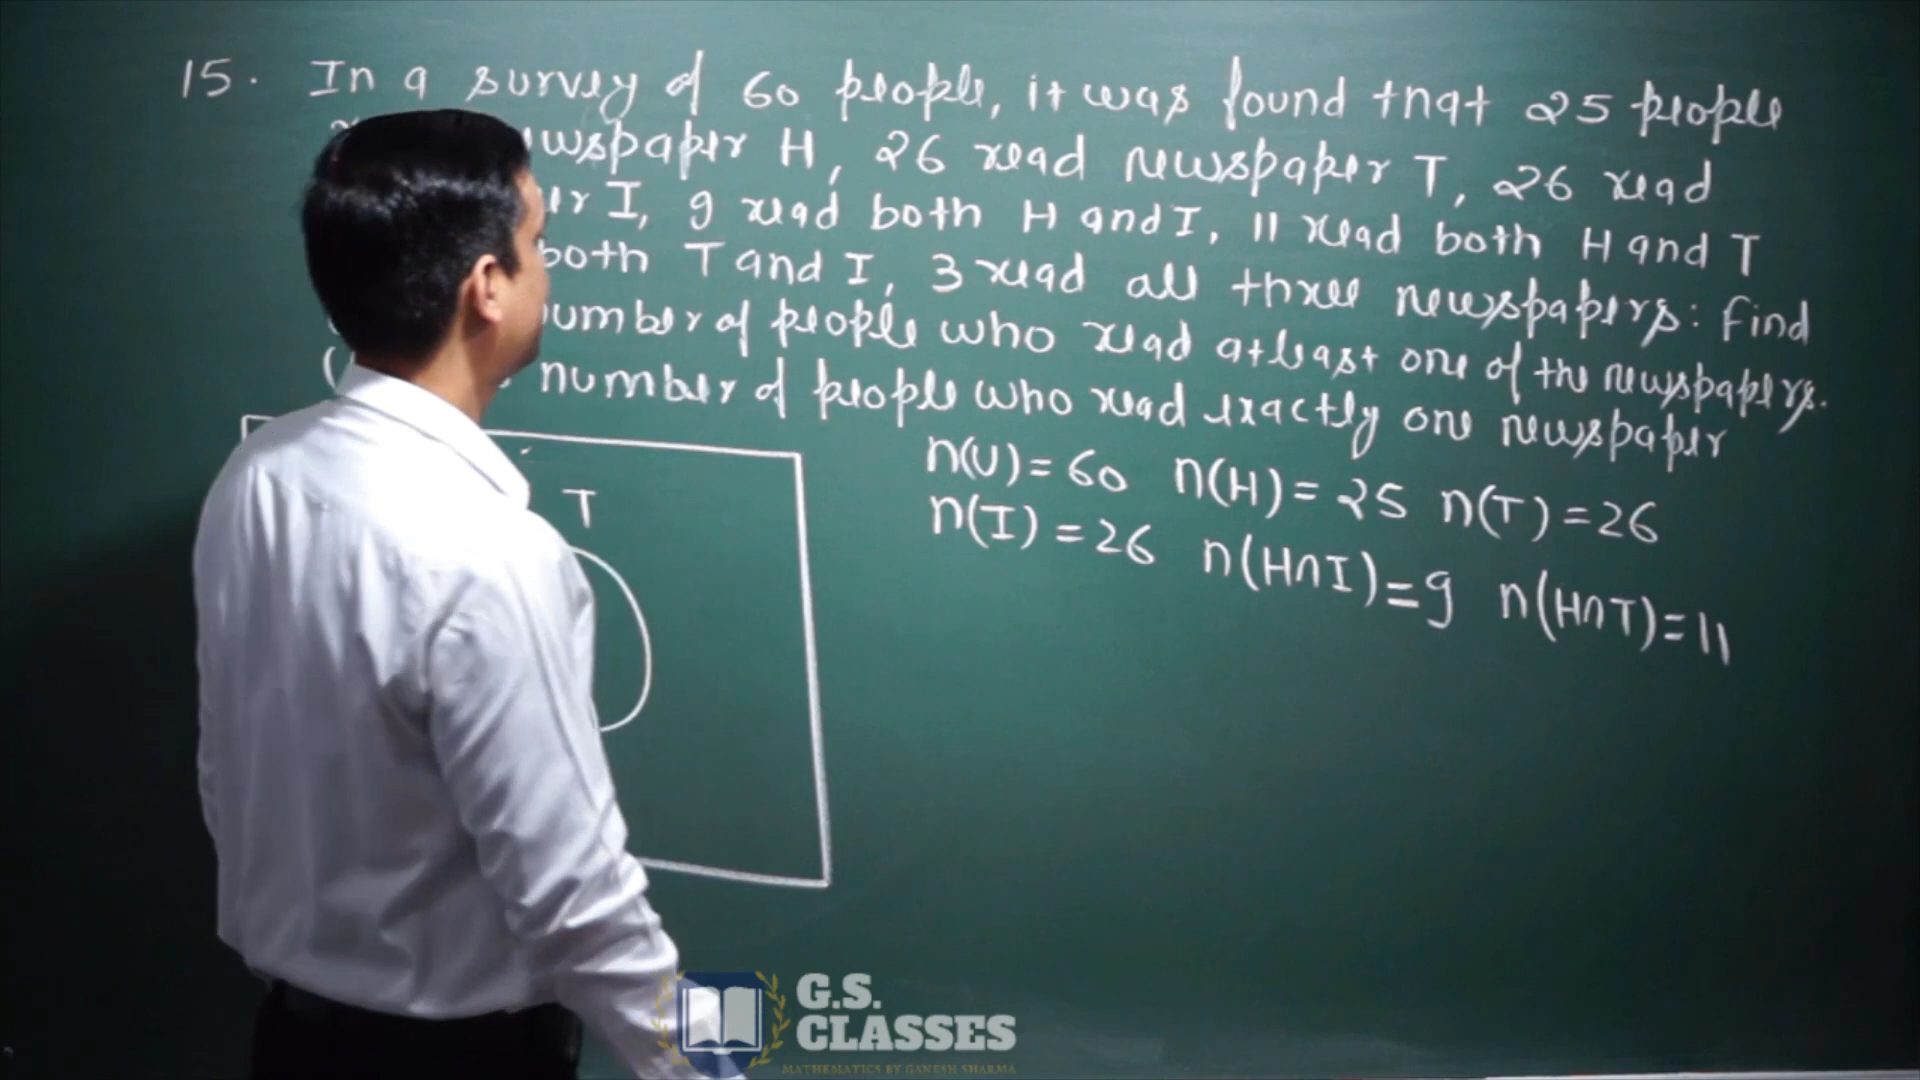 15. In a survey of 60 people, it was found that 25 people
newspaper H, 26 read newspaper T, 26 read
I, 9 read both H and I, 11 read both H and T
both T and I, 3 read all three newspapers: Find
number of people who read atleast one of the newspapers.
number of people who read exactly one newspaper
n(U)=60 n(H)=25 n(T)=26
n(I)=26 n(H∩I)=9 n(H∩T)=11
T
G.S.
CLASSES
MATHEMATICS BY GANESH SHARMA